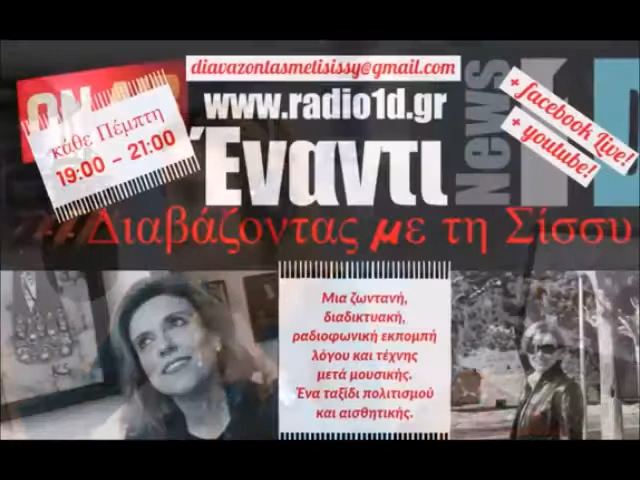 diavazontasmetisissy@gmail.com
www.radio1d.gr
κάθε Πέμπτη
19:00 - 21:00
Έναντι
News
+ facebook Live!
+ youtube!
Διαβάζοντας με τη Σίσσυ
Μια ζωντανή,
διαδικτυακή,
ραδιοφωνική εκπομπή
λόγου και τέχνης
μετά μουσικής.
Ένα ταξίδι πολιτισμού
και αισθητικής.